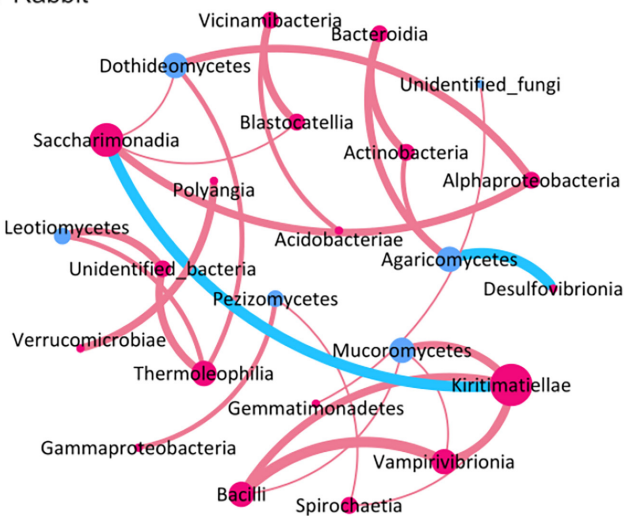 Rabbit
Vicinamibacteria
Bacteroidia
Dothideomycetes
Unidentified_fungi
Blastocatellia
Saccharimonadia
Actinobacteria
Alphaproteobacteria
Polyangia
Leotiomycetes
Acidobacteriae
Agaricomycetes
Unidentified_bacteria
Desulfovibrionia
Pezizomycetes
Verrucomicrobiae
Mucoromycetes
Thermoleophilia
Kiritimatiellae
Gemmatimonadetes
Gammaproteobacteria
Vampirivibrionia
Bacilli
Spirochaetia